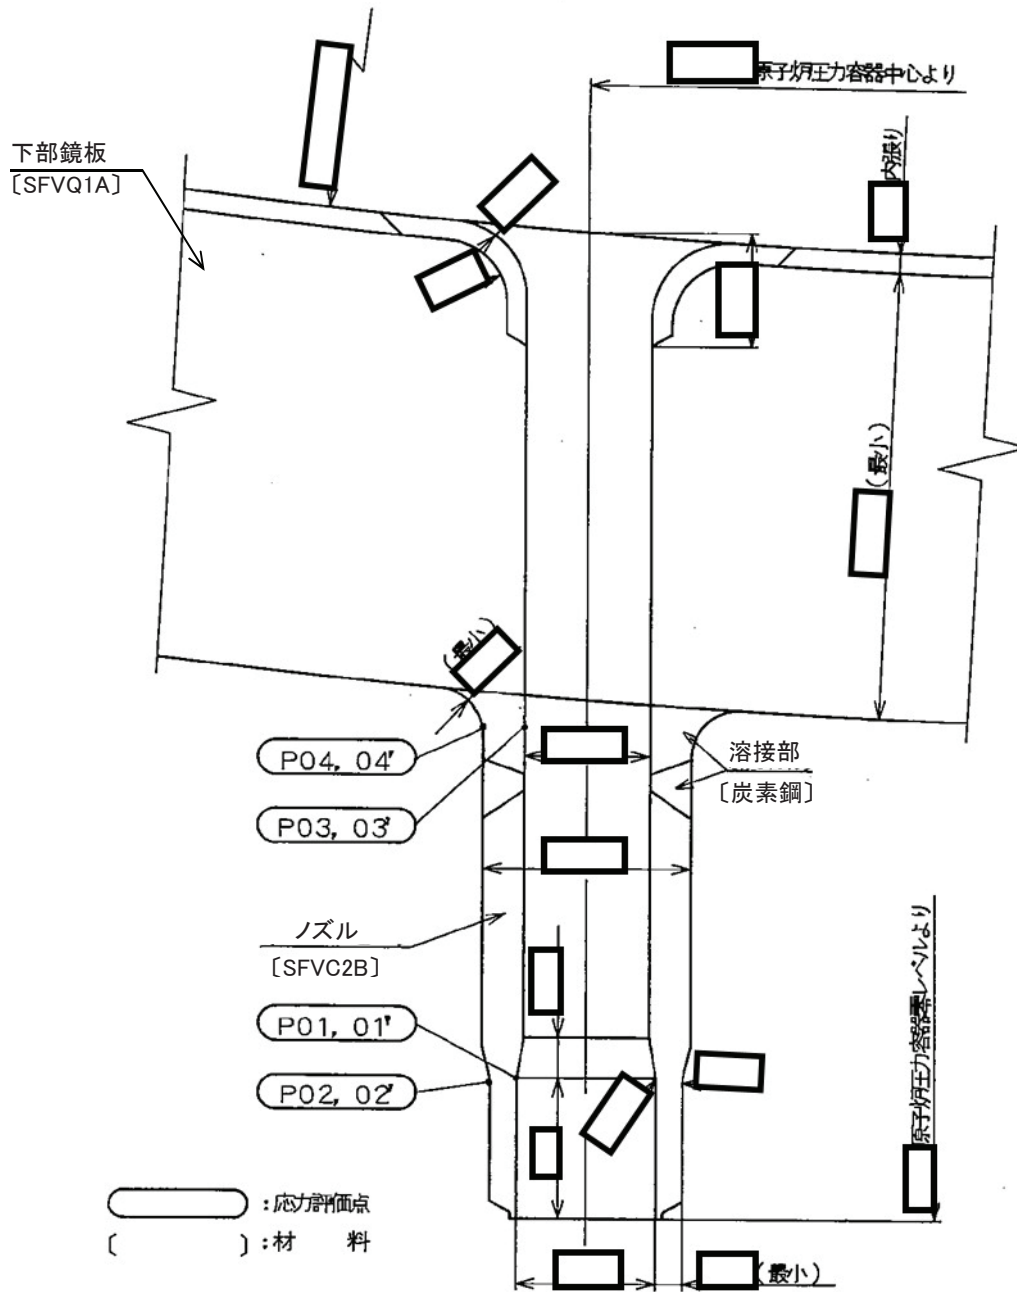 原子炉圧力容器中心より
下部鏡板
〔SFVQ1A〕
内張り
(最小)
(最小)
P04, 04'
溶接部
〔炭素鋼〕
P03, 03'
ノズル
〔SFVC2B〕
原子炉圧力容器零レベルより
P01, 01'
P02, 02'
:応力評価点
〔 〕:材 料
(最小)